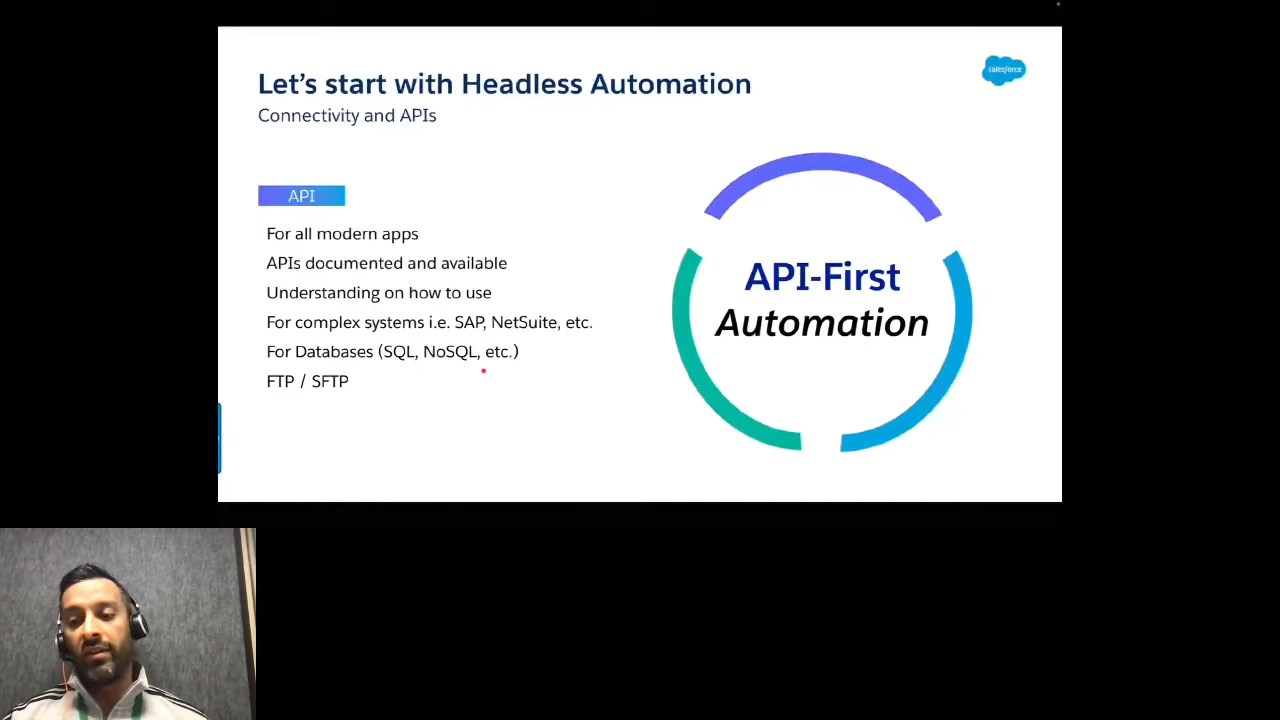 Let's start with Headless Automation
salesforce
Connectivity and APIs
API
For all modern apps
APIs documented and available
Understanding on how to use
For complex systems i.e. SAP, NetSuite, etc.
For Databases (SQL, NoSQL, etc.)
FTP / SFTP
API-First
Automation